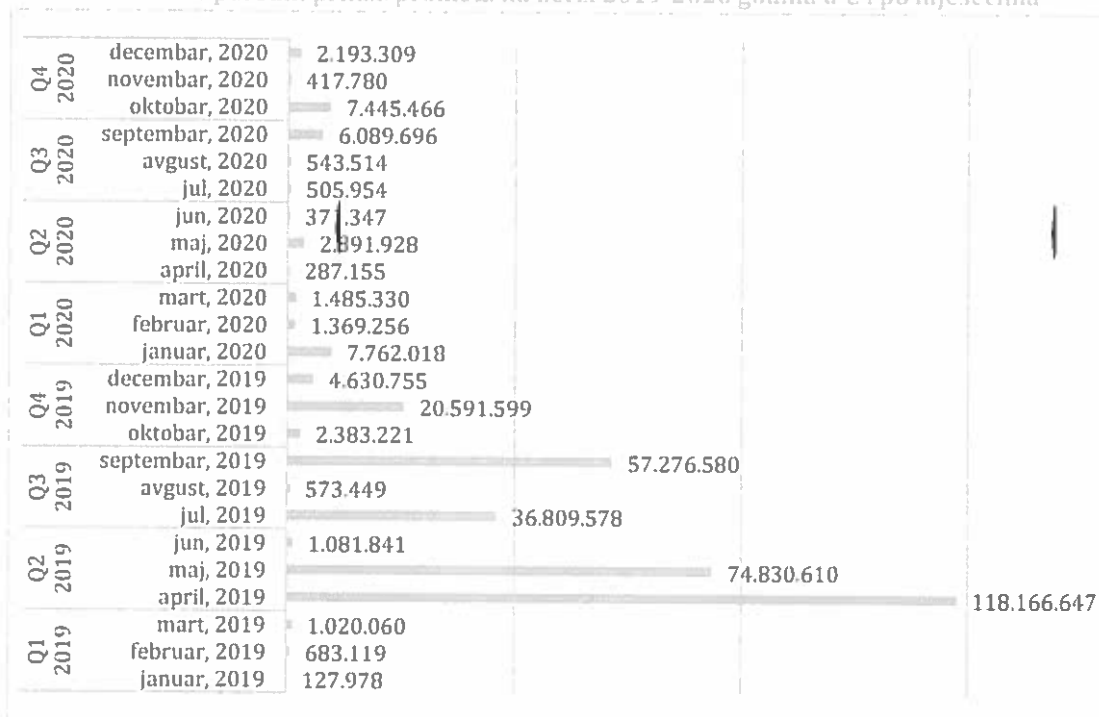 Q4 2020
decembar, 2020 2.193.309
novembar, 2020 417.780
oktobar, 2020 7.445.466
Q3 2020
septembar, 2020 6.089.696
avgust, 2020 543.514
jul, 2020 505.954
Q2 2020
jun, 2020 371.347
maj, 2020 2.891.928
april, 2020 287.155
Q1 2020
mart, 2020 1.485.330
februar, 2020 1.369.256
januar, 2020 7.762.018
Q4 2019
decembar, 2019 4.630.755
novembar, 2019 20.591.599
oktobar, 2019 2.383.221
Q3 2019
septembar, 2019 57.276.580
avgust, 2019 573.449
jul, 2019 36.809.578
Q2 2019
jun, 2019 1.081.841
maj, 2019 74.830.610
april, 2019 118.166.647
Q1 2019
mart, 2019 1.020.060
februar, 2019 683.119
januar, 2019 127.978